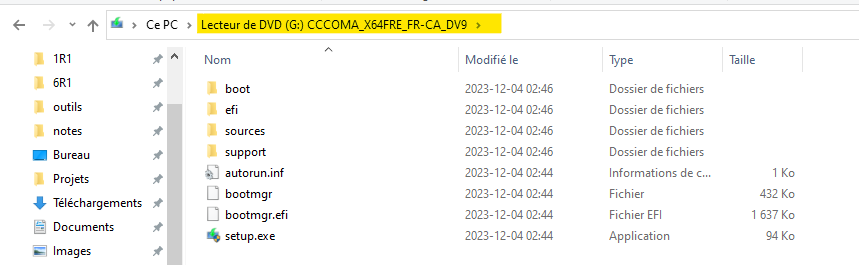 Ce PC > Lecteur de DVD (G:) CCCOMA_X64FRE_FR-CA_DV9 >
1R1
6R1
outils
notes
Bureau
Projets
Téléchargements
Documents
Images
Nom Modifié le Type Taille
boot 2023-12-04 02:46 Dossier de fichiers
efi 2023-12-04 02:46 Dossier de fichiers
sources 2023-12-04 02:46 Dossier de fichiers
support 2023-12-04 02:46 Dossier de fichiers
autorun.inf 2023-12-04 02:44 Informations de c... 1 Ko
bootmgr 2023-12-04 02:44 Fichier 432 Ko
bootmgr.efi 2023-12-04 02:44 Fichier EFI 1 637 Ko
setup.exe 2023-12-04 02:44 Application 94 Ko